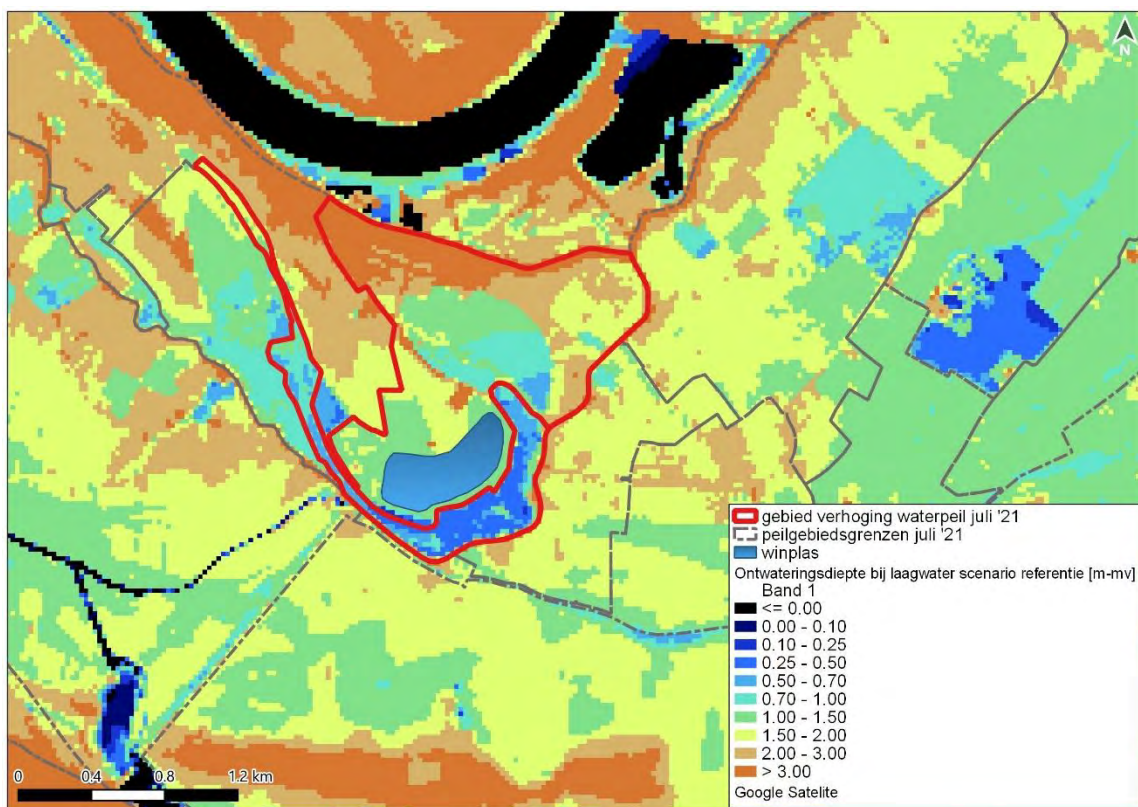 N
gebied verhoging waterpeil juli '21
peilgebiedsgrenzen juli '21
winplas
Ontwateringsdiepte bij laagwater scenario referentie [m-mv]
Band 1
<= 0.00
0.00 - 0.10
0.10 - 0.25
0.25 - 0.50
0.50 - 0.70
0.70 - 1.00
1.00 - 1.50
1.50 - 2.00
2.00 - 3.00
> 3.00
Google Satelite
0 0.4 0.8 1.2 km